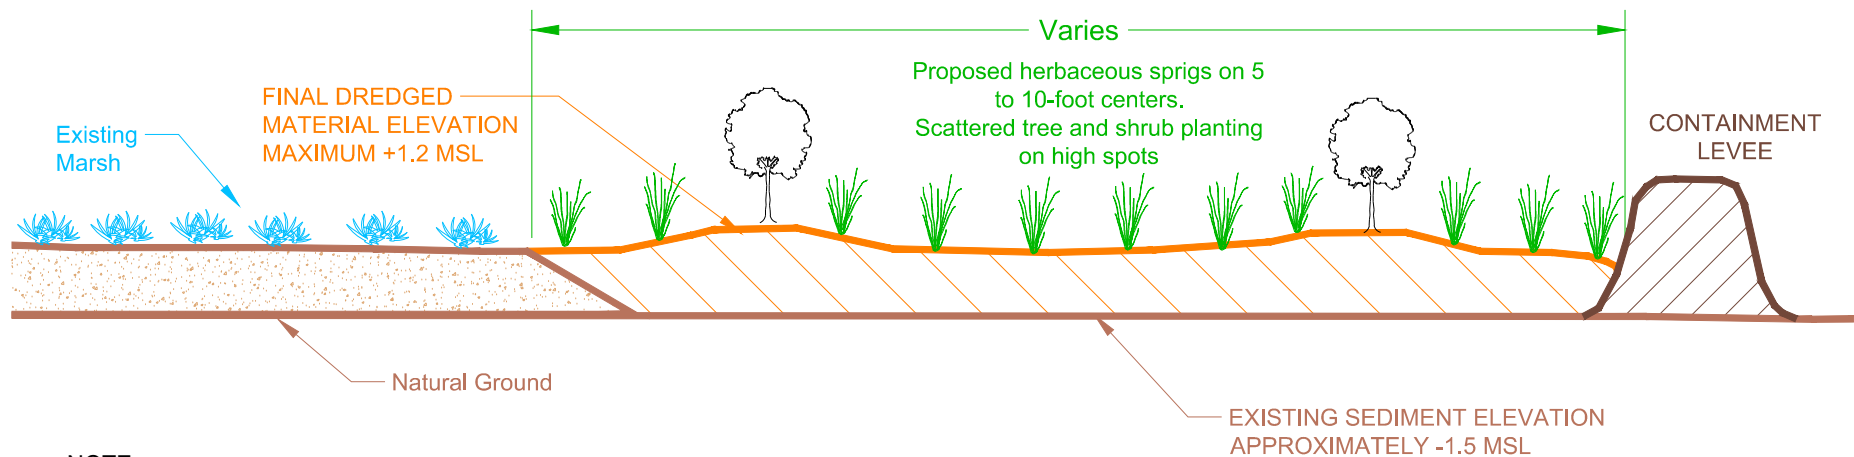 Varies
Proposed herbaceous sprigs on 5
to 10-foot centers.
Scattered tree and shrub planting
on high spots
FINAL DREDGED
MATERIAL ELEVATION
MAXIMUM +1.2 MSL
Existing
Marsh
CONTAINMENT
LEVEE
Natural Ground
EXISTING SEDIMENT ELEVATION
APPROXIMATELY -1.5 MSL
NOTE